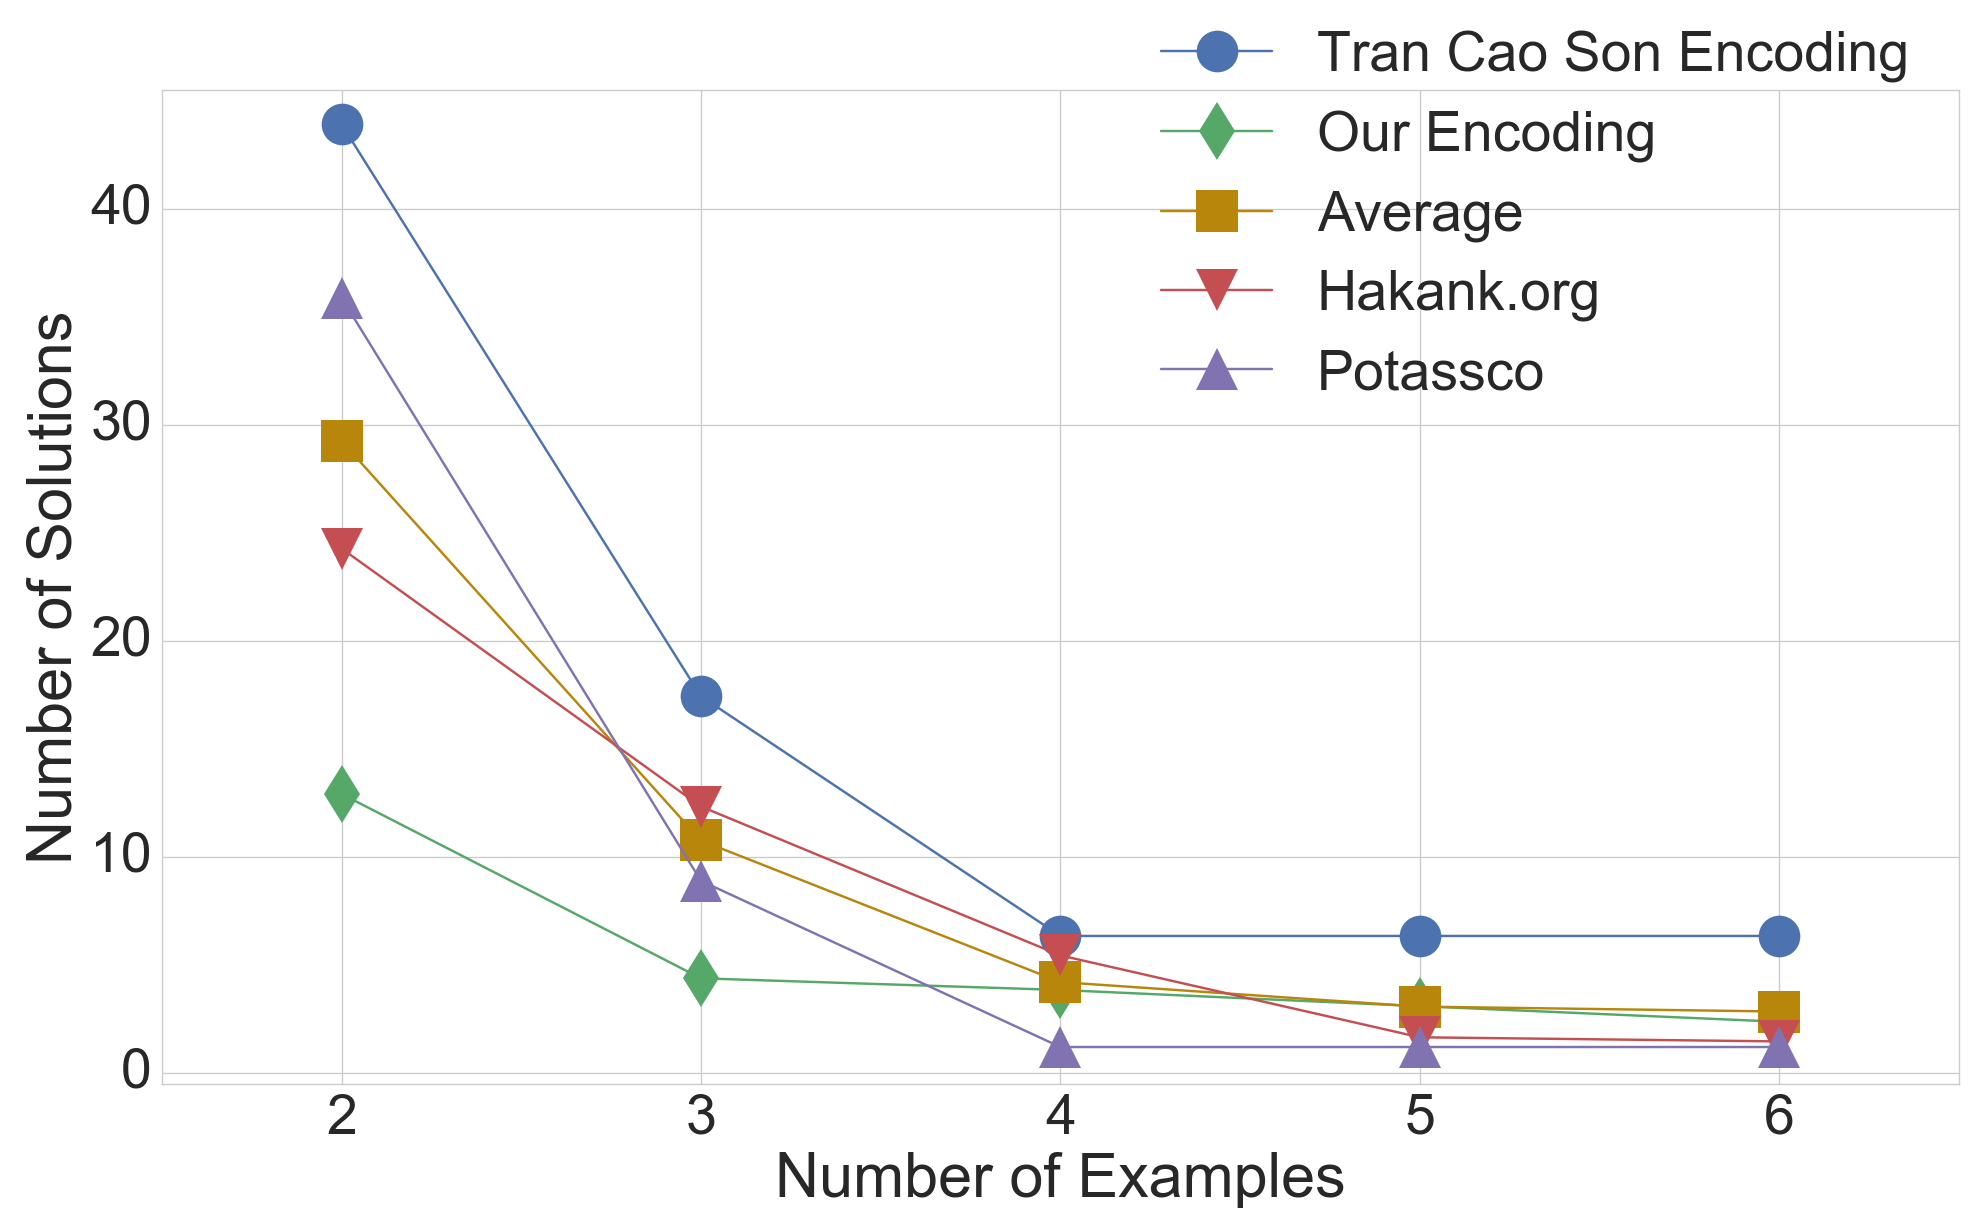 Tran Cao Son Encoding
Our Encoding
Average
Hakank.org
Potassco
Number of Solutions
40
30
20
10
0
2 3 4 5 6
Number of Examples